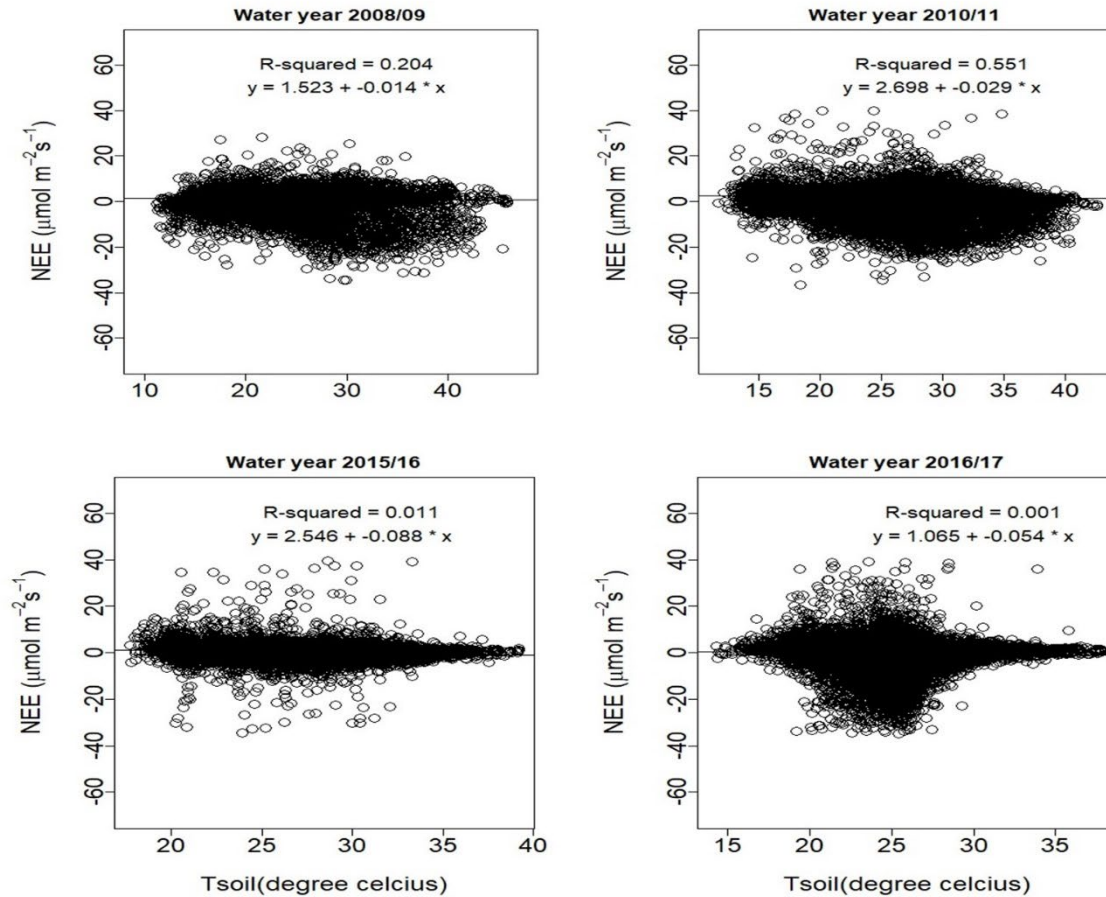 Water year 2008/09
R-squared = 0.204
y = 1.523 + -0.014 * x
NEE (μmol m−2s−1)
60
40
20
0
-20
-40
-60
10 20 30 40
Water year 2010/11
R-squared = 0.551
y = 2.698 + -0.029 * x
NEE (μmol m−2s−1)
60
40
20
0
-20
-40
-60
15 20 25 30 35 40
Water year 2015/16
R-squared = 0.011
y = 2.546 + -0.088 * x
NEE (μmol m−2s−1)
60
40
20
0
-20
-40
-60
20 25 30 35 40
Tsoil(degree celcius)
Water year 2016/17
R-squared = 0.001
y = 1.065 + -0.054 * x
NEE (μmol m−2s−1)
60
40
20
0
-20
-40
-60
15 20 25 30 35
Tsoil(degree celcius)